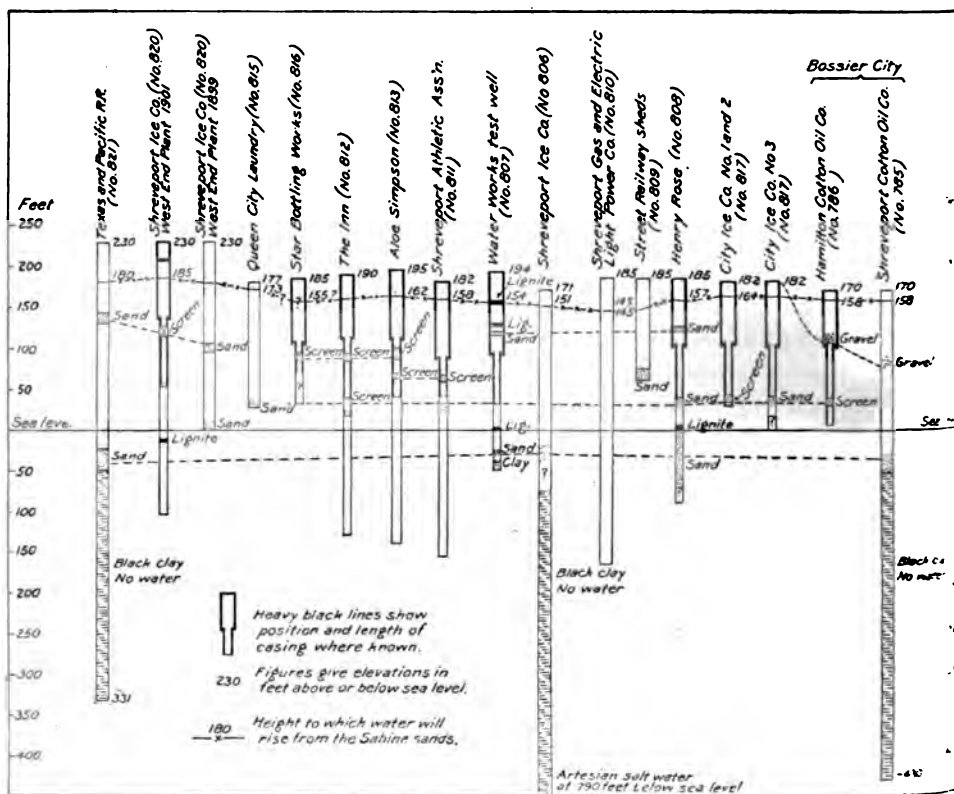 Bossier City
Texas and Pacific R.R.
(No. 821)
Shreveport Ice Co. (No. 820)
West End Plant 1901
Shreveport Ice Co. (No. 820)
West End Plant 1899
Queen City Laundry (No. 815)
Star Bottling Works (No. 816)
The Inn (No. 812)
Aloe Simpson (No. 813)
Shreveport Athletic Ass'n.
(No. 811)
Water Works test well
(No. 807)
Shreveport Ice Co. (No 806)
Shreveport Gas and Electric
Light Power Co. (No. 810)
Street Railway sheds
(No. 809)
Henry Rose (No. 808)
City Ice Co. No. 1 and 2
(No. 817)
City Ice Co. No 3
(No. 817)
Hamilton Cotton Oil Co.
(No. 786)
Shreveport Cotton Oil Co.
(No. 785)
Feet
250
200
150
100
50
Sea leve.
50
100
150
200
250
300
350
400
230
230
230
177
185
190
195
182
194
171
185
185
186
182
182
170
170
180
185
173
155?
162
158
Lignite
154
151
145
157
164
158
158
Screen
Sand
Lig.
Sand
Sand
Gravel
Gravel
Screen
Screen
Screen
Screen
Screen
Screen
Sand
Sand
Sand
Sand
Screen
Sand
Lignite
Lig.
Lignite
Sea
Sand
Sand
Clay
Sand
Black clay
No water
Black clay
No water
Black c
No
331
Heavy black lines show
position and length of
casing where known.
230 Figures give elevations in
feet above or below sea level.
180 Height to which water will
rise from the Sabine sands.
Artesian salt water
at 790 feet below sea level